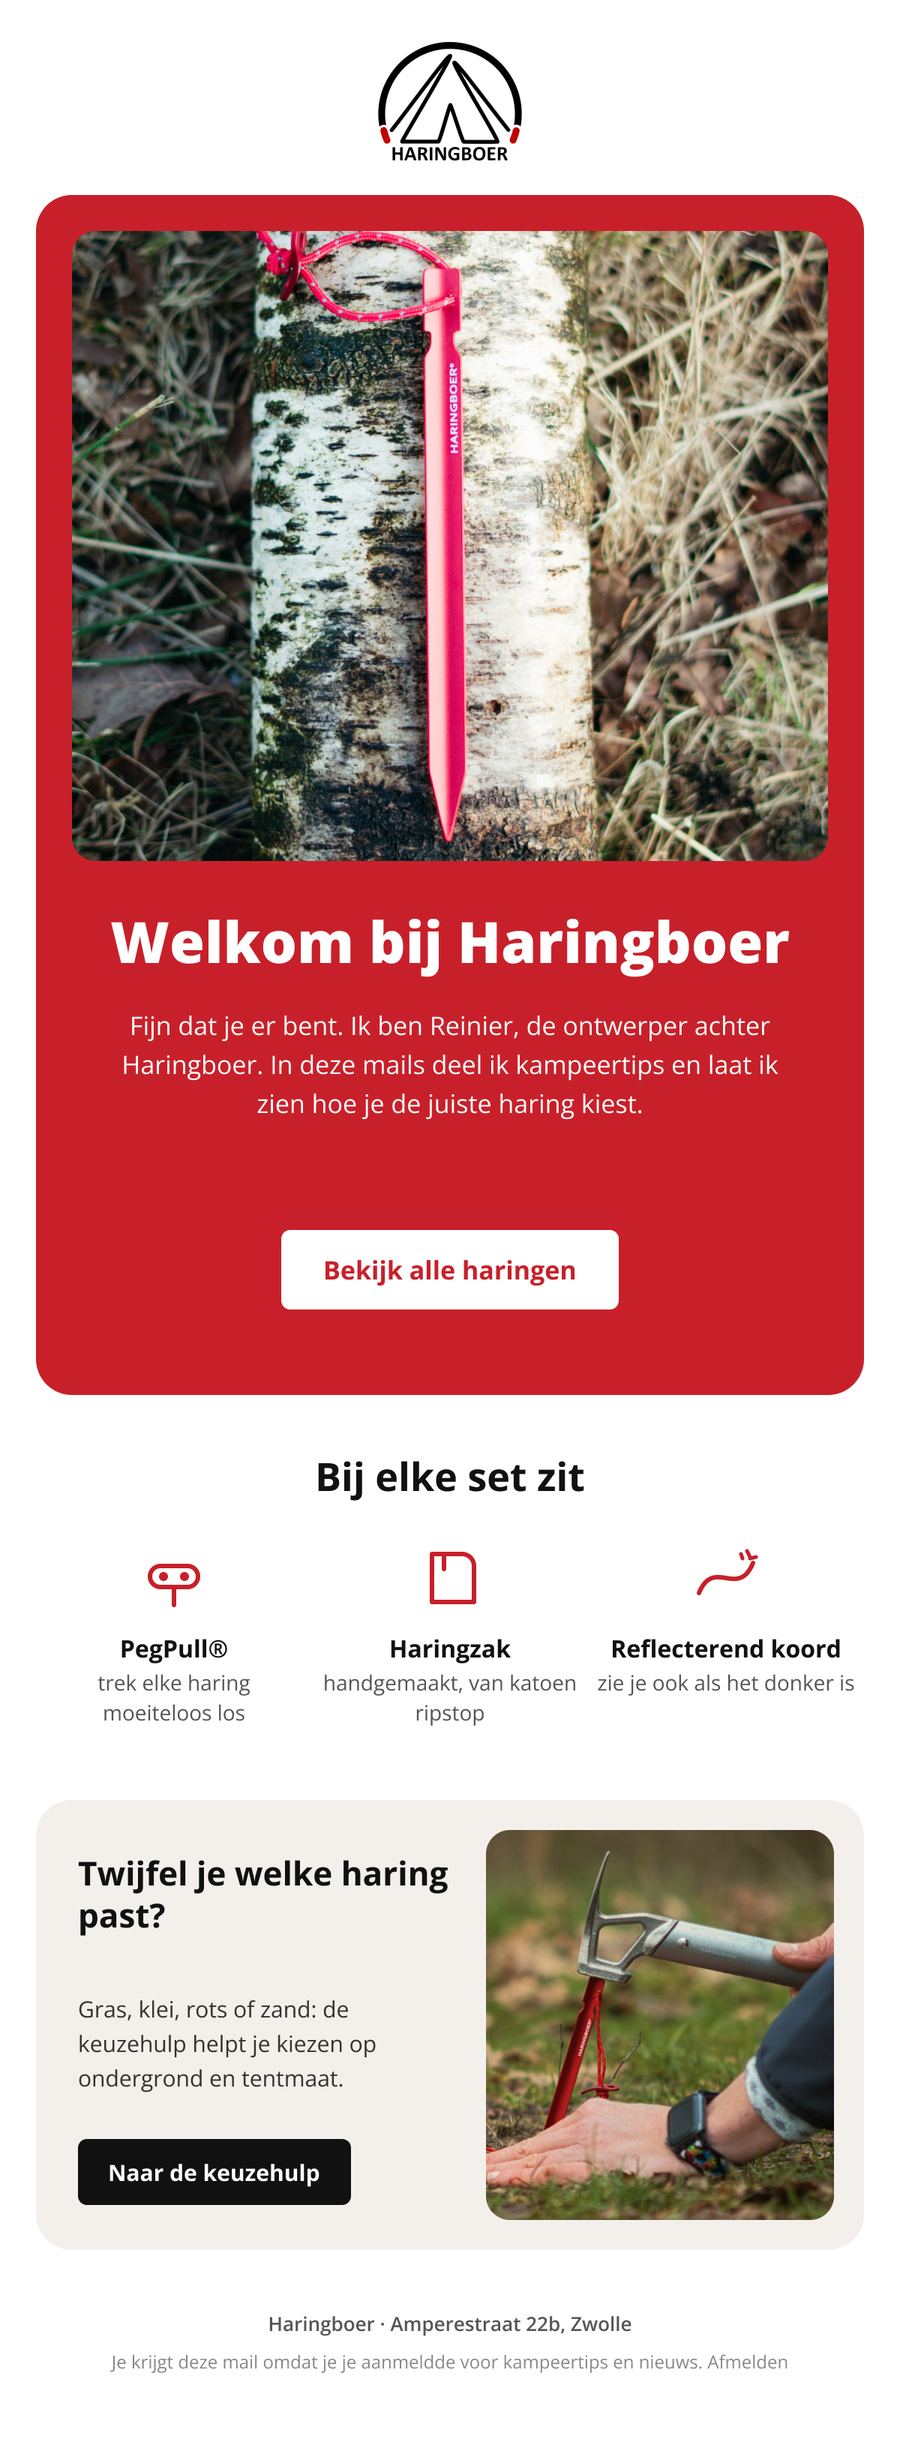 HARINGBOER
HARINGBOER®
Welkom bij Haringboer
Fijn dat je er bent. Ik ben Reinier, de ontwerper achter
Haringboer. In deze mails deel ik kampeertips en laat ik
zien hoe je de juiste haring kiest.
Bekijk alle haringen
Bij elke set zit
PegPull®
trek elke haring
moeiteloos los
Haringzak
handgemaakt, van katoen
ripstop
Reflecterend koord
zie je ook als het donker is
Twijfel je welke haring
past?
Gras, klei, rots of zand: de
keuzehulp helpt je kiezen op
ondergrond en tentmaat.
Naar de keuzehulp
HARINGBOER
Haringboer · Amperestraat 22b, Zwolle
Je krijgt deze mail omdat je je aanmeldde voor kampeertips en nieuws. Afmelden